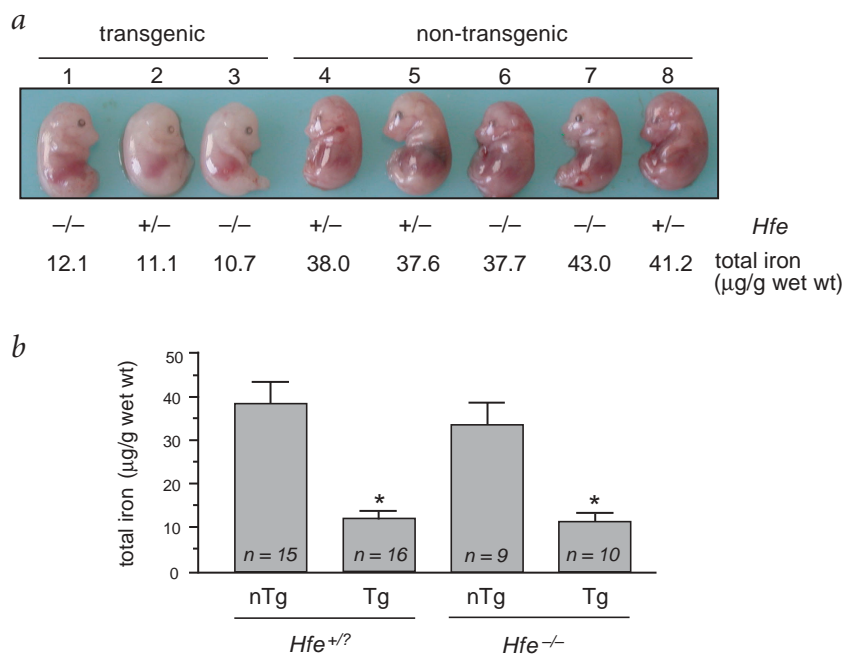 a
transgenic non-transgenic
1 2 3 4 5 6 7 8
–/– +/– –/– +/– +/– –/– –/– +/– Hfe
12.1 11.1 10.7 38.0 37.6 37.7 43.0 41.2 total iron
(µg/g wet wt)
b
total iron (µg/g wet wt)
50
40
30
20
10
0
* *
n = 15 n = 16 n = 9 n = 10
nTg Tg nTg Tg
Hfe+/? Hfe–/–